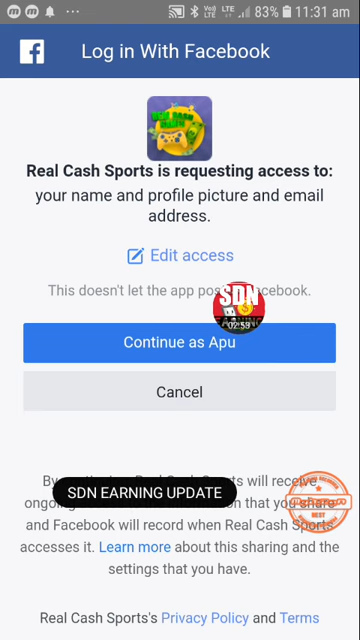 83% 11:31 am
Log in With Facebook
Real Cash Sports is requesting access to:
your name and profile picture and email
address.
Edit access
This doesn't let the app pos
cebook.
SDN
02:59
Continue as Apu
Cancel
SDN EARNING UPDATE
Real Cash Sports will receive
ongoing
that you share
and Facebook will record when Real Cash Sports
accesses it. Learn more about this sharing and the
settings that you have.
BEST
Real Cash Sports's Privacy Policy and Terms